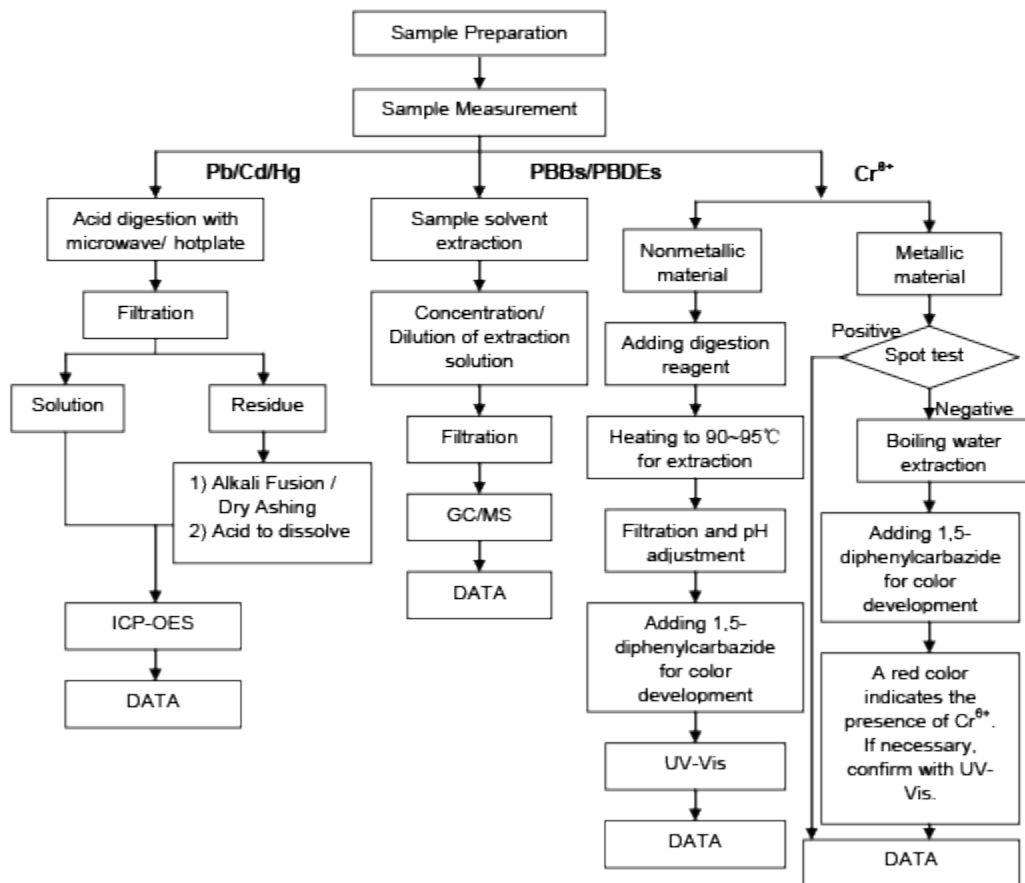 Sample Preparation
Sample Measurement
Pb/Cd/Hg
PBBs/PBDEs
Cr⁶⁺
Acid digestion with
microwave/ hotplate
Filtration
Solution
Residue
1) Alkali Fusion /
Dry Ashing
2) Acid to dissolve
ICP-OES
DATA
Sample solvent
extraction
Concentration/
Dilution of extraction
solution
Filtration
GC/MS
DATA
Nonmetallic
material
Adding digestion
reagent
Heating to 90~95℃
for extraction
Filtration and pH
adjustment
Adding 1,5-
diphenylcarbazide
for color
development
UV-Vis
DATA
Metallic
material
Positive
Spot test
Negative
Boiling water
extraction
Adding 1,5-
diphenylcarbazide
for color
development
A red color
indicates the
presence of Cr⁶⁺.
If necessary,
confirm with UV-
Vis.
DATA